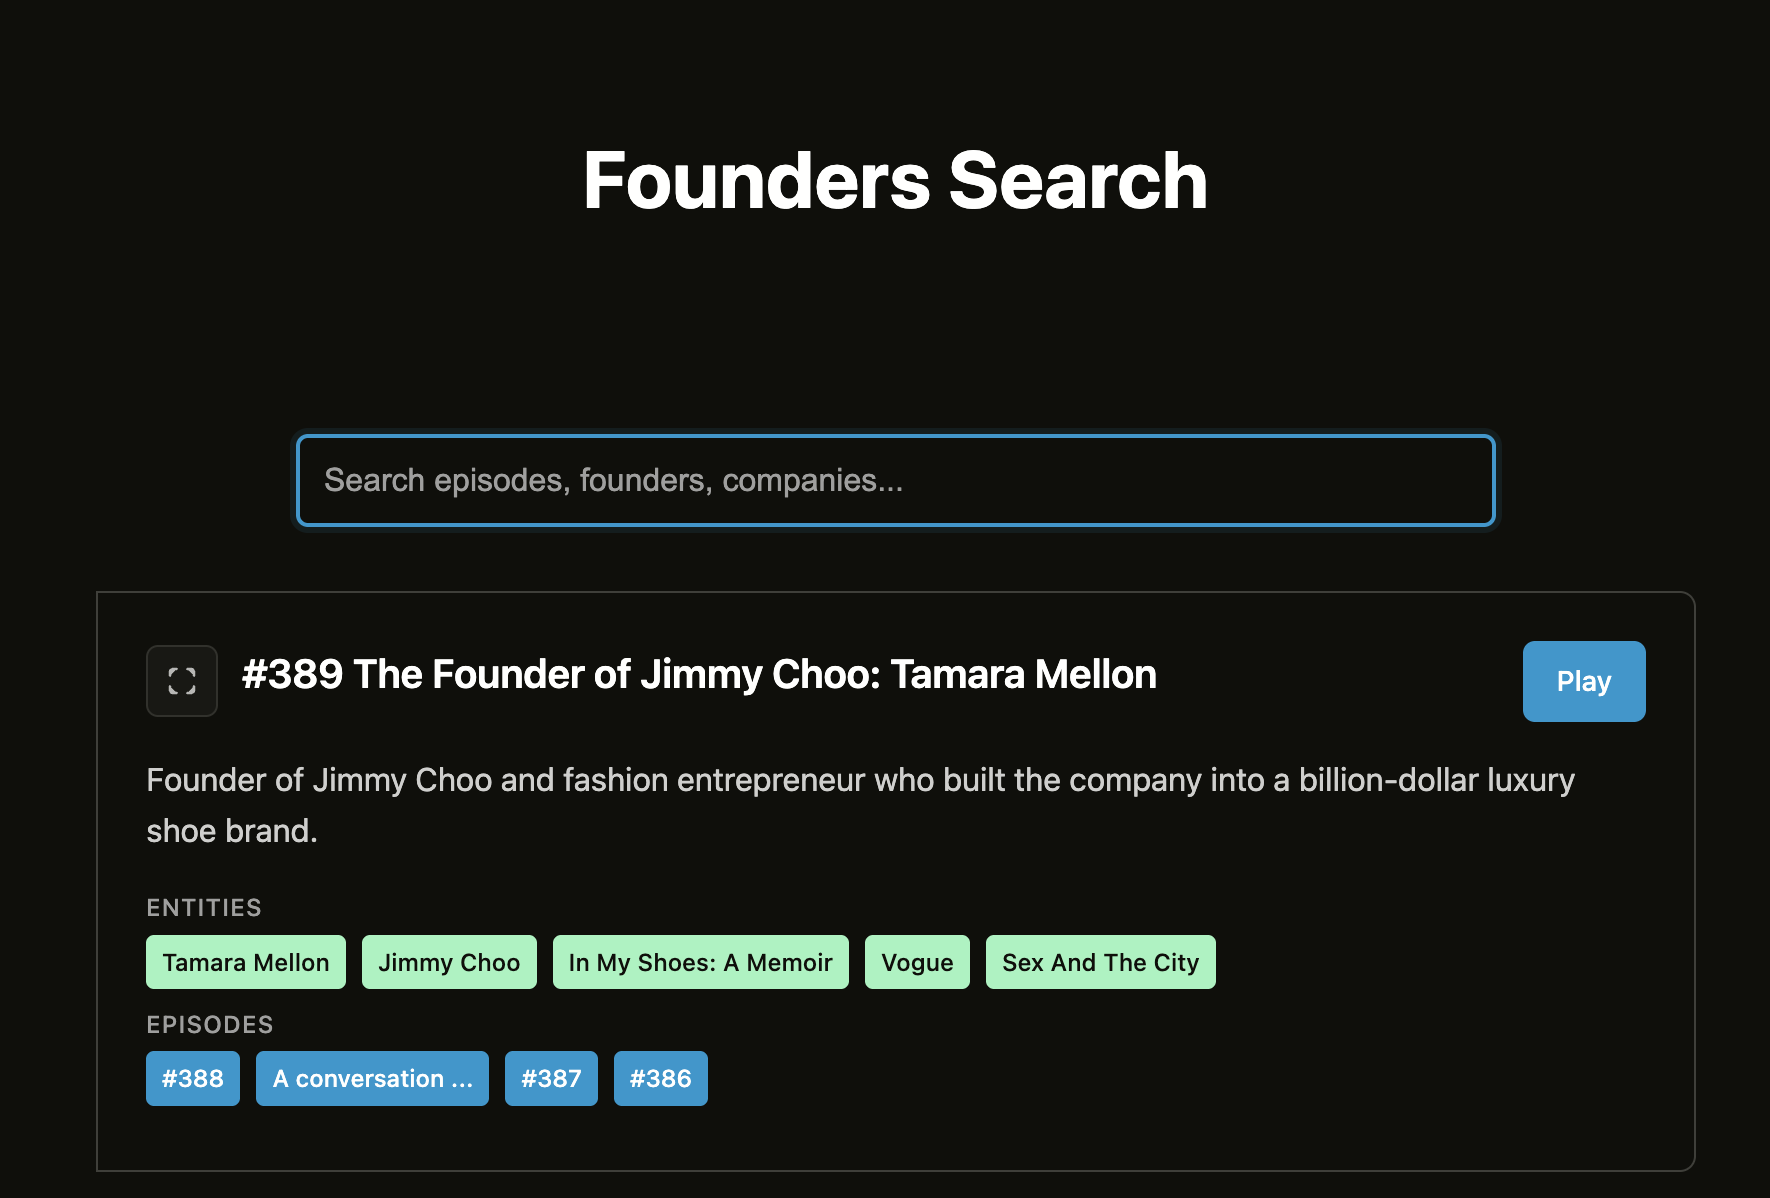 Founders Search
Search episodes, founders, companies...
#389 The Founder of Jimmy Choo: Tamara Mellon
Play
Founder of Jimmy Choo and fashion entrepreneur who built the company into a billion-dollar luxury
shoe brand.
ENTITIES
Tamara Mellon Jimmy Choo In My Shoes: A Memoir Vogue Sex And The City
EPISODES
#388 A conversation ... #387 #386